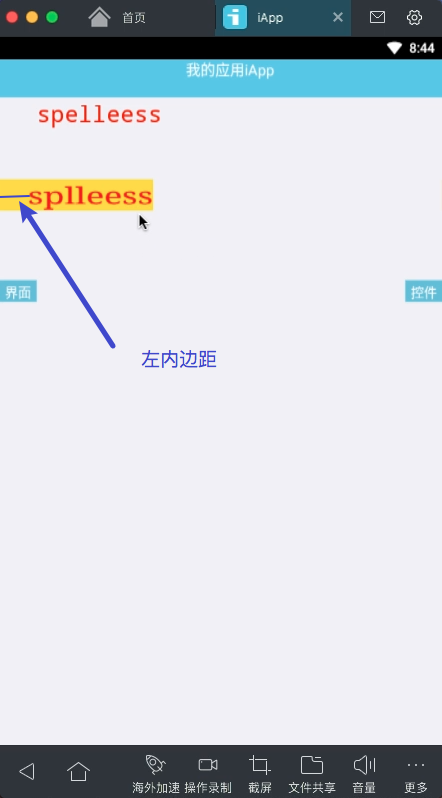 首页
iApp
8:44
我的应用iApp
spelleess
splleess
界面
控件
左内边距
海外加速 操作录制 截屏 文件共享 音量 更多